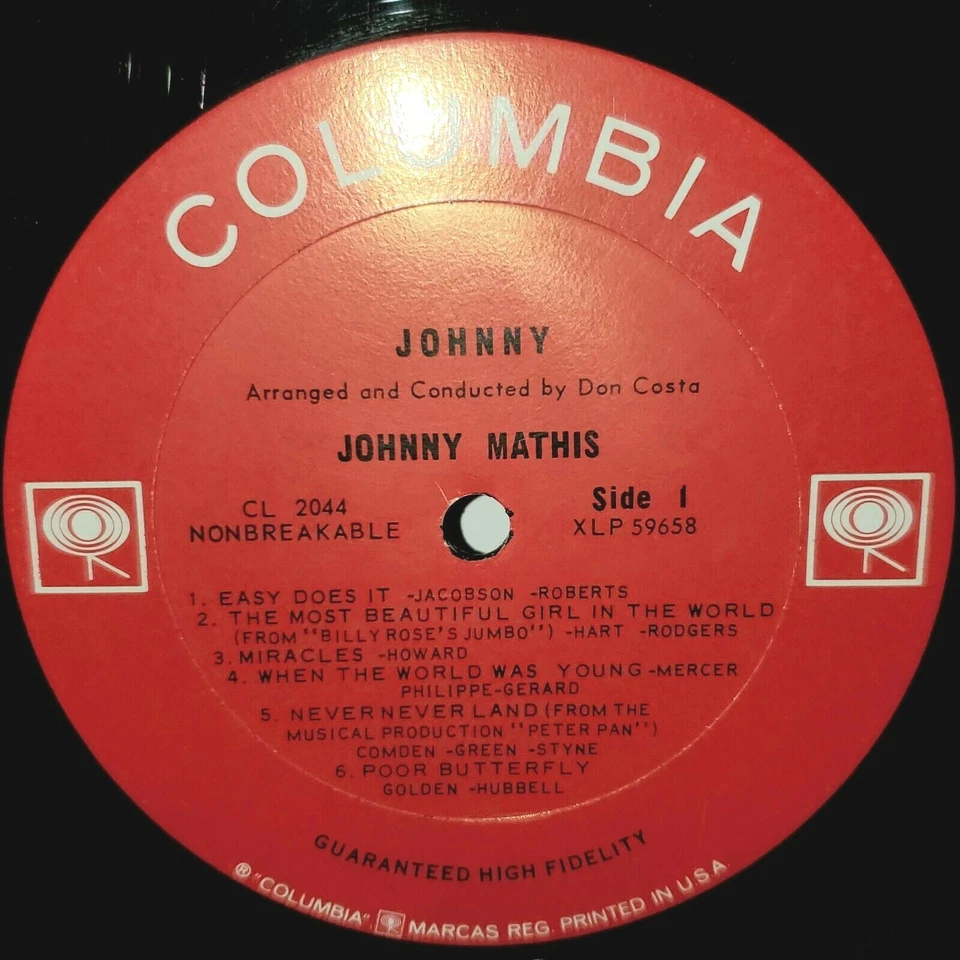 COLUMBIA
JOHNNY
Arranged and Conducted by Don Costa
JOHNNY MATHIS
CL 2044
NONBREAKABLE
Side 1
XLP 59658
1. EASY DOES IT -JACOBSON -ROBERTS
2. THE MOST BEAUTIFUL GIRL IN THE WORLD
(FROM "BILLY ROSE'S JUMBO") -HART -RODGERS
3. MIRACLES -HOWARD
4. WHEN THE WORLD WAS YOUNG -MERCER
PHILIPPE-GERARD
5. NEVER NEVER LAND (FROM THE
MUSICAL PRODUCTION "PETER PAN")
COMDEN -GREEN -STYNE
6. POOR BUTTERFLY
GOLDEN -HUBBELL
GUARANTEED HIGH FIDELITY
® "COLUMBIA", MARCAS REG. PRINTED IN U.S.A.